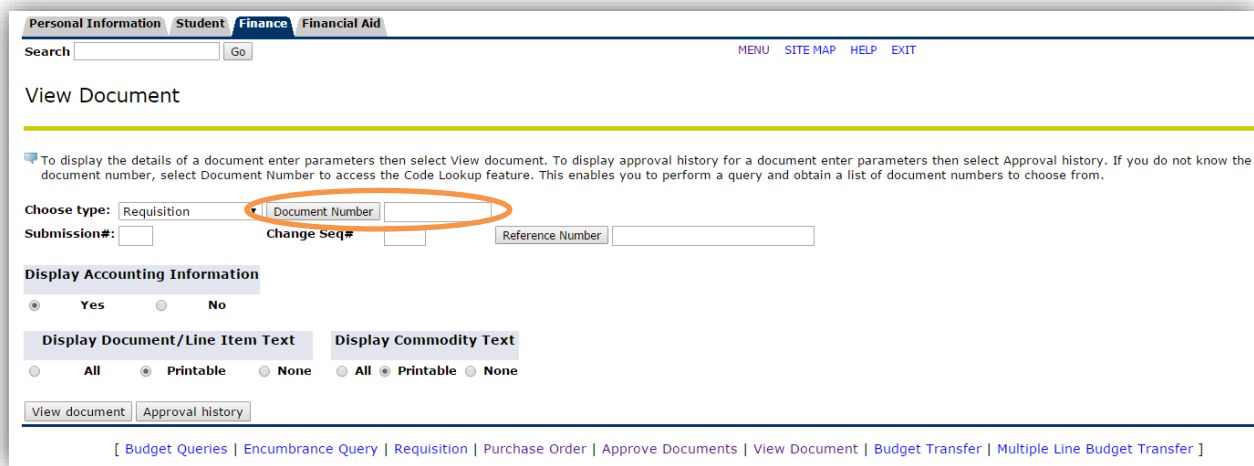 Personal Information Student Finance Financial Aid
Search Go MENU SITE MAP HELP EXIT
View Document
To display the details of a document enter parameters then select View document. To display approval history for a document enter parameters then select Approval history. If you do not know the
document number, select Document Number to access the Code Lookup feature. This enables you to perform a query and obtain a list of document numbers to choose from.
Choose type: Requisition Document Number
Submission#: Change Seq# Reference Number
Display Accounting Information
Yes No
Display Document/Line Item Text Display Commodity Text
All Printable None All Printable None
View document Approval history
[ Budget Queries | Encumbrance Query | Requisition | Purchase Order | Approve Documents | View Document | Budget Transfer | Multiple Line Budget Transfer ]